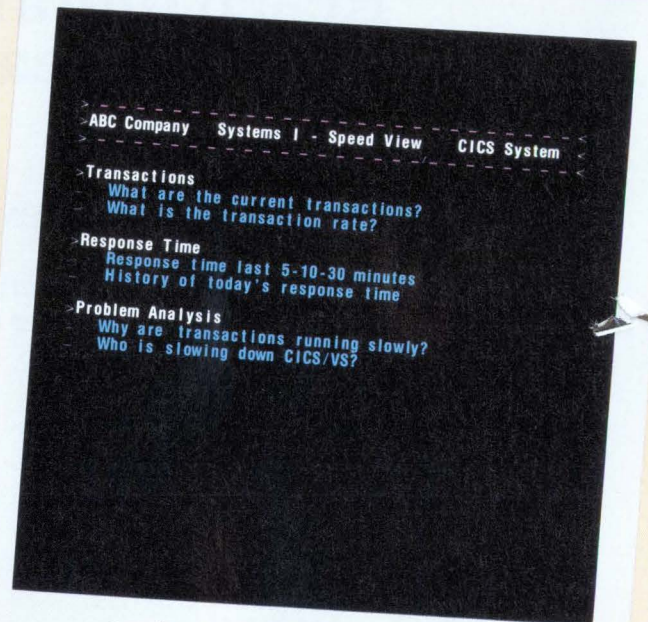 > - - - - - - - - - - - - - - - - - - - - - - - - - - <
>ABC Company Systems I - Speed View CICS System <
> - - - - - - - - - - - - - - - - - - - - - - - - - - <
>Transactions
_ What are the current transactions?
_ What is the transaction rate?
>Response Time
_ Response time last 5-10-30 minutes
_ History of today's response time
>Problem Analysis
_ Why are transactions running slowly?
_ Who is slowing down CICS/VS?